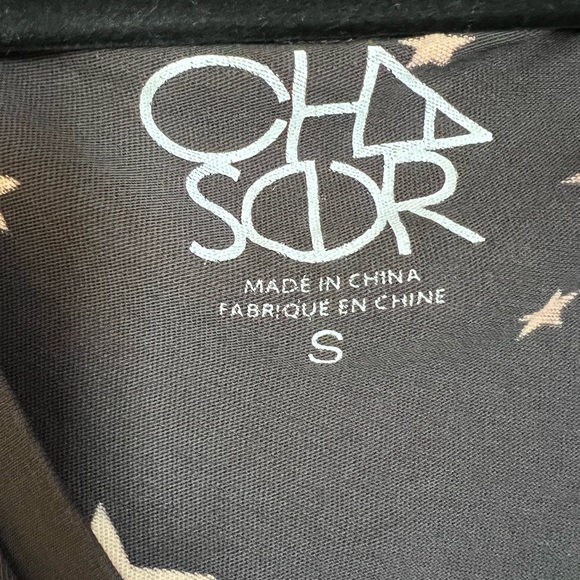 CHA
SER
MADE IN CHINA
FABRIQUE EN CHINE
S